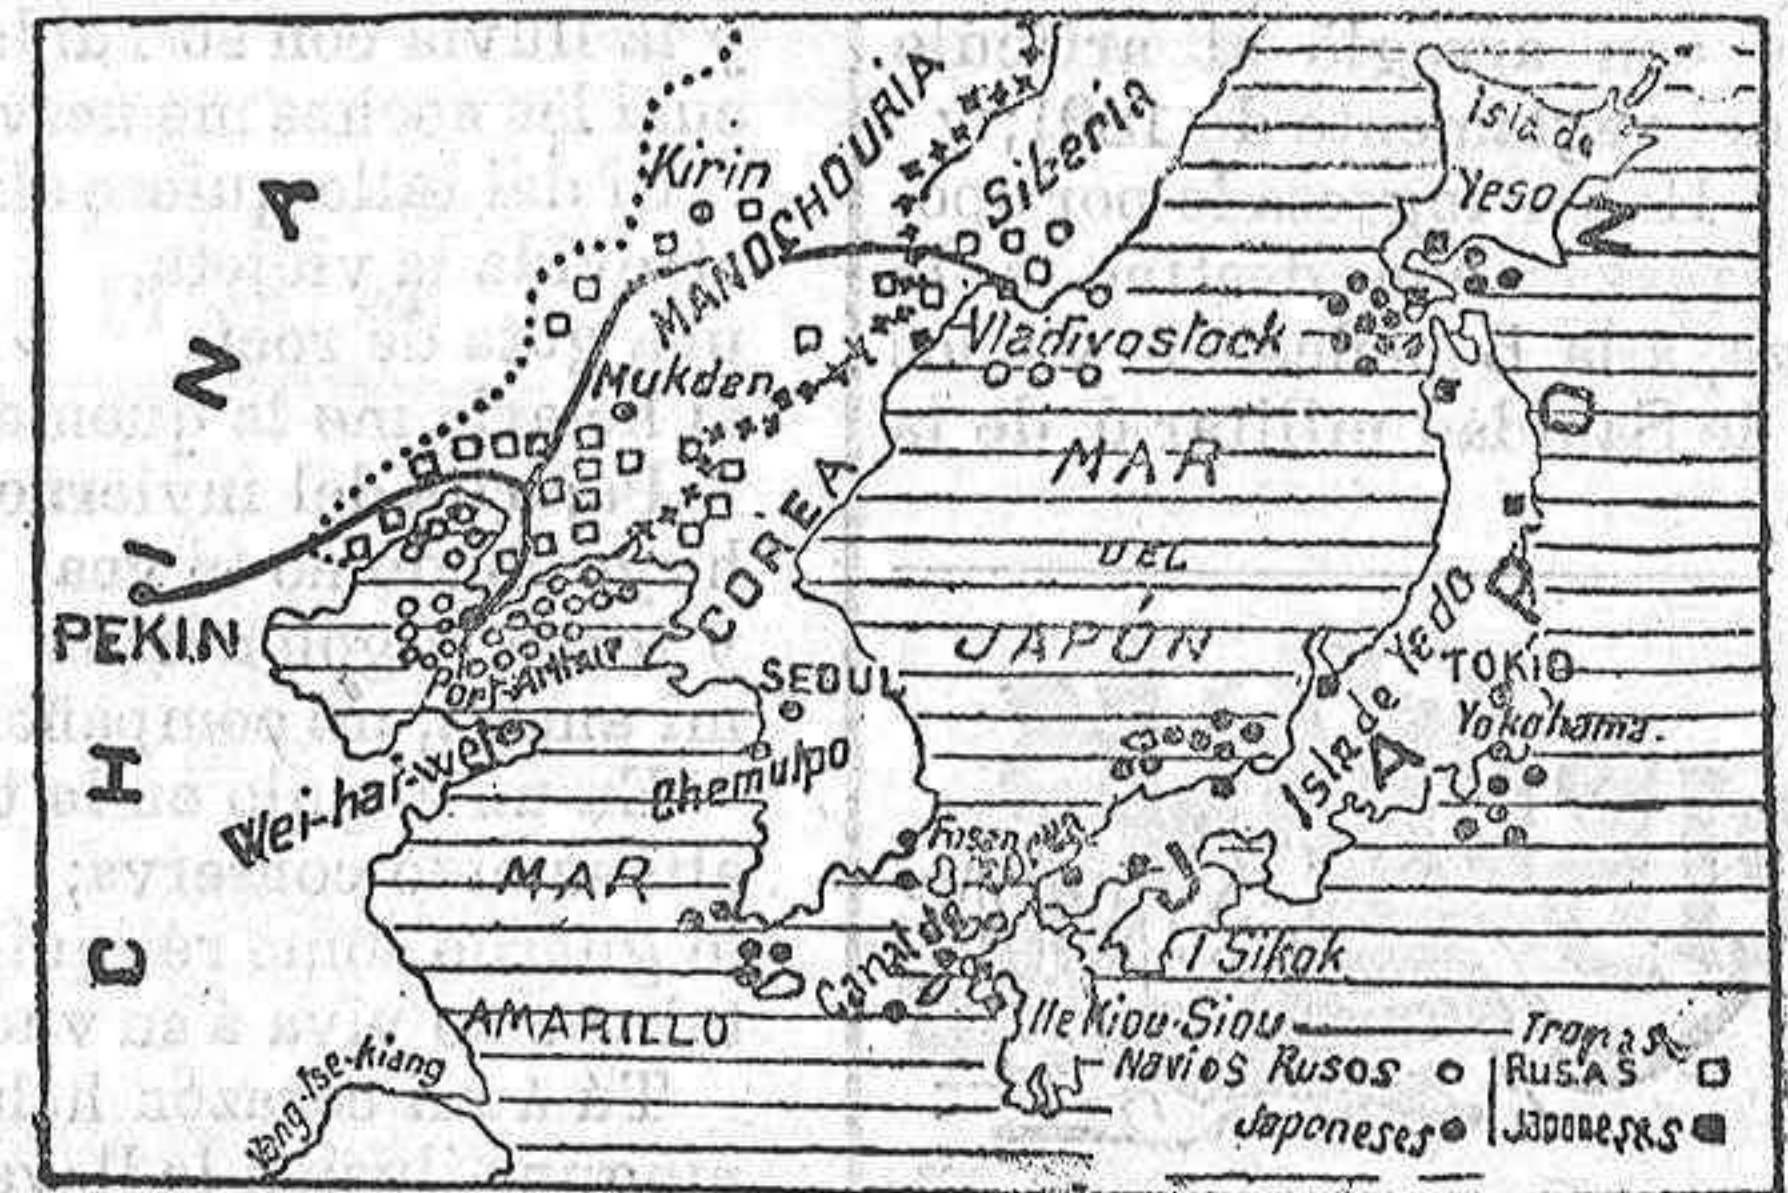 CHINA
MANDCHOURIA
Siberia
Kirin
Mukden
PEKIN
Vladivostock
COREA
MAR
DEL
JAPÓN
Isla de
Yeso
JAPON
Isla de Yedo
TOKIO
Yokohama.
Port-Arthur
Wei-hai-wei
SEOUL
Chemulpo
Fusan
MAR
AMARILLO
Canal de
I Sikok
Ile Kiou-Siou
Yang-Tse-Kiang
Navíos Rusos
Japoneses
Tropas
RUSAS
Japonesas